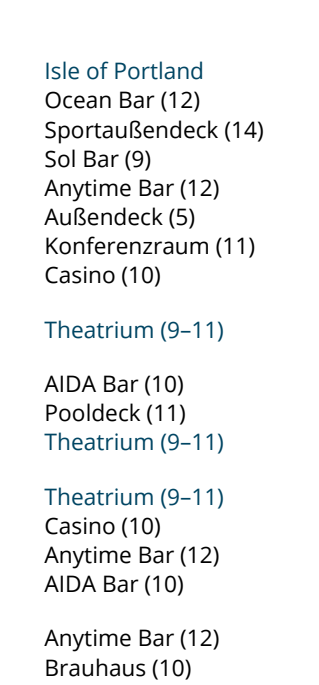 Isle of Portland
Ocean Bar (12)
Sportaußendeck (14)
Sol Bar (9)
Anytime Bar (12)
Außendeck (5)
Konferenzraum (11)
Casino (10)
Theatrium (9–11)
AIDA Bar (10)
Pooldeck (11)
Theatrium (9–11)
Theatrium (9–11)
Casino (10)
Anytime Bar (12)
AIDA Bar (10)
Anytime Bar (12)
Brauhaus (10)